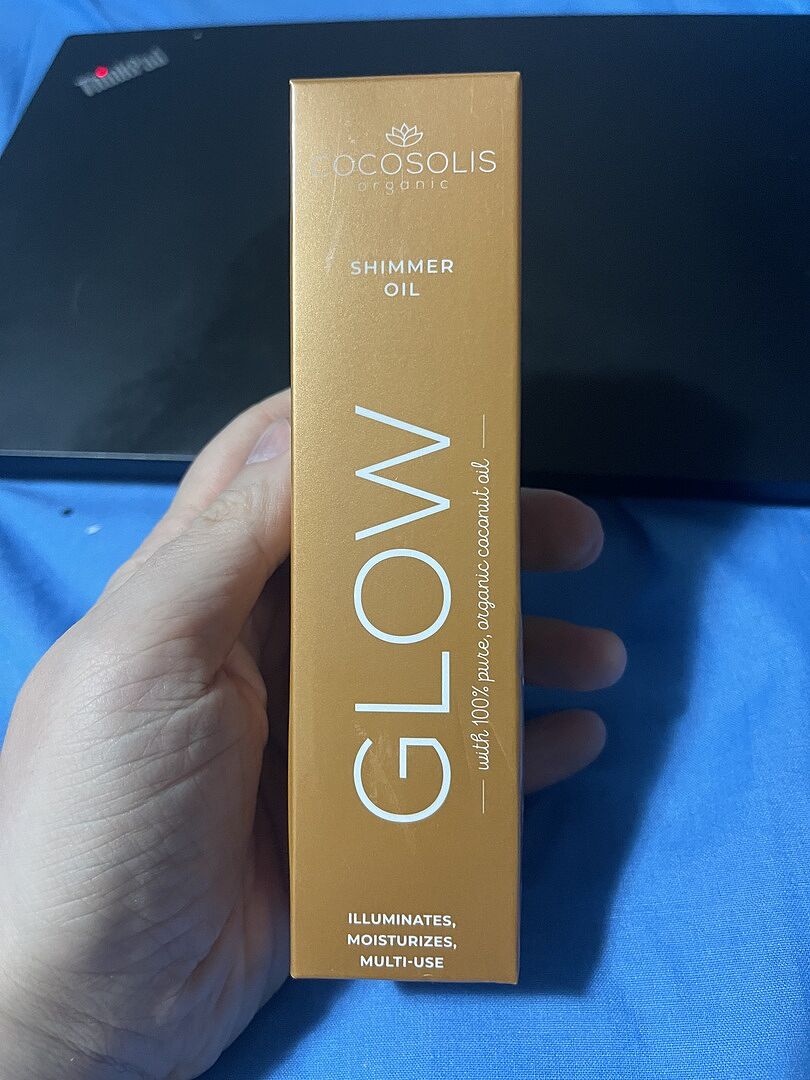 ThinkPad
COCOSOLIS
organic
SHIMMER
OIL
GLOW
with 100% pure, organic coconut oil
ILLUMINATES,
MOISTURIZES,
MULTI-USE